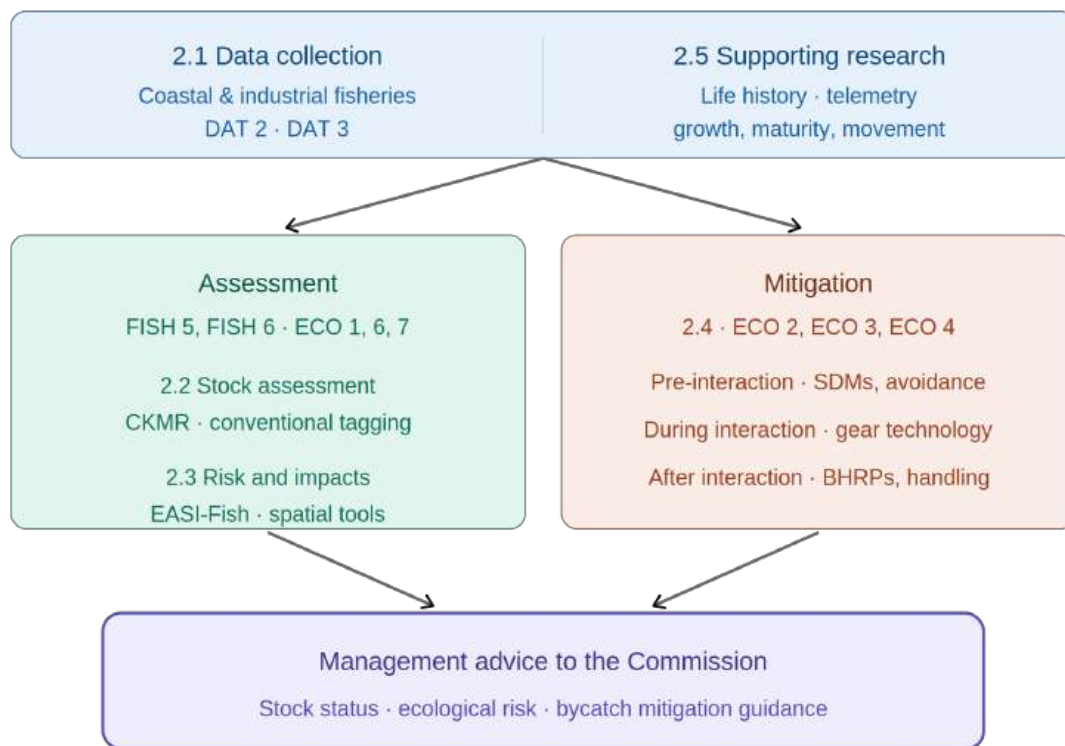 2.1 Data collection
Coastal & industrial fisheries
DAT 2 · DAT 3
2.5 Supporting research
Life history · telemetry
growth, maturity, movement
Assessment
FISH 5, FISH 6 · ECO 1, 6, 7
2.2 Stock assessment
CKMR · conventional tagging
2.3 Risk and impacts
EASI-Fish · spatial tools
Mitigation
2.4 · ECO 2, ECO 3, ECO 4
Pre-interaction · SDMs, avoidance
During interaction · gear technology
After interaction · BHRPs, handling
Management advice to the Commission
Stock status · ecological risk · bycatch mitigation guidance